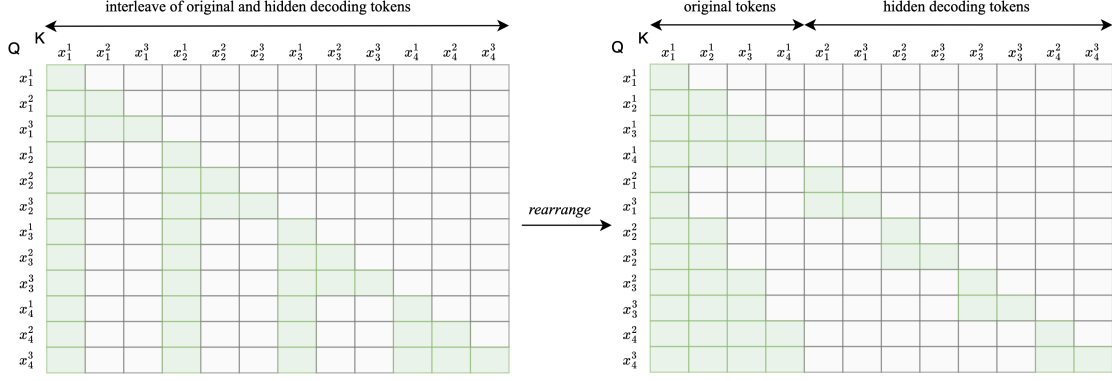 interleave of original and hidden decoding tokens
K
Q
x_1^1 x_1^2 x_1^3 x_2^1 x_2^2 x_2^3 x_3^1 x_3^2 x_3^3 x_4^1 x_4^2 x_4^3
x_1^1
x_1^2
x_1^3
x_2^1
x_2^2
x_2^3
x_3^1
x_3^2
x_3^3
x_4^1
x_4^2
x_4^3
rearrange
original tokens
hidden decoding tokens
K
Q
x_1^1 x_2^1 x_3^1 x_4^1 x_1^2 x_1^3 x_2^2 x_2^3 x_3^2 x_3^3 x_4^2 x_4^3
x_1^1
x_2^1
x_3^1
x_4^1
x_1^2
x_1^3
x_2^2
x_2^3
x_3^2
x_3^3
x_4^2
x_4^3